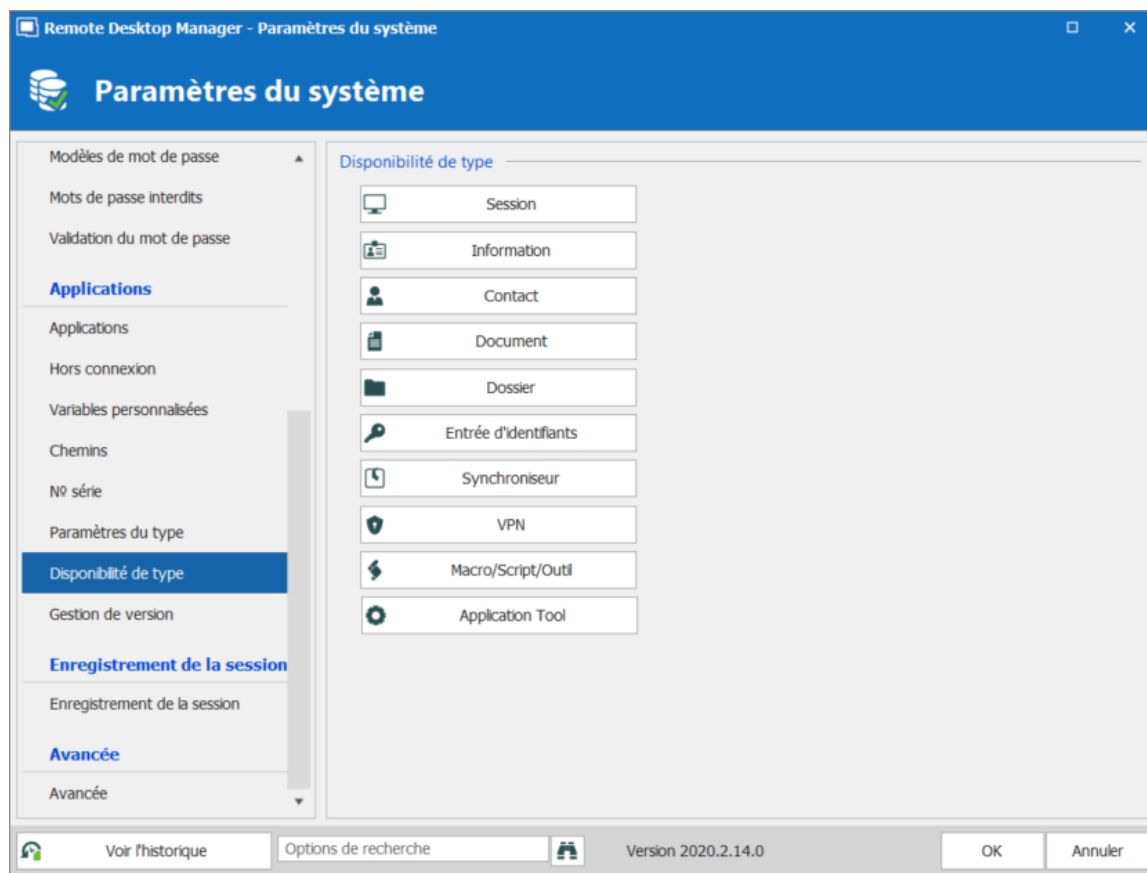 Remote Desktop Manager - Paramètres du système
Paramètres du système
Modèles de mot de passe
Mots de passe interdits
Validation du mot de passe
Applications
Applications
Hors connexion
Variables personnalisées
Chemins
Nº série
Paramètres du type
Disponibilité de type
Gestion de version
Enregistrement de la session
Enregistrement de la session
Avancée
Avancée
Disponibilité de type
Session
Information
Contact
Document
Dossier
Entrée d'identifiants
Synchroniseur
VPN
Macro/Script/Outil
Application Tool
Voir l'historique
Options de recherche
Version 2020.2.14.0
OK
Annuler